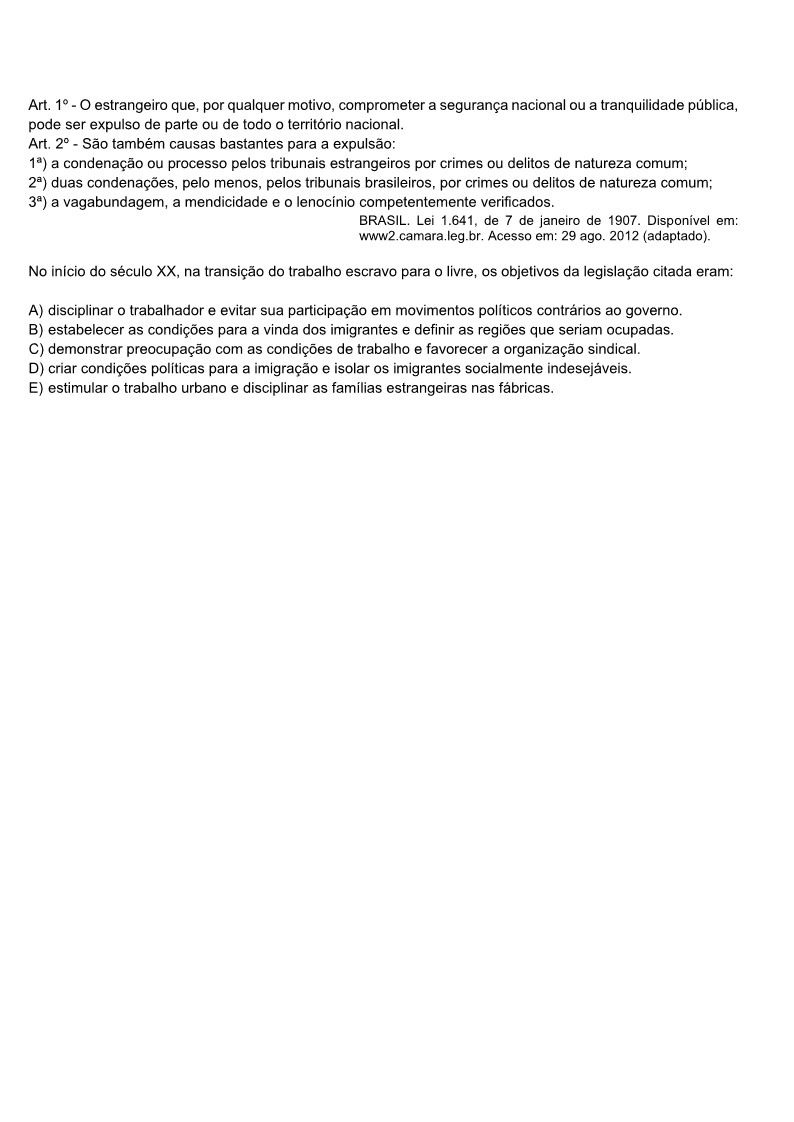 Art. 1º - O estrangeiro que, por qualquer motivo, comprometer a segurança nacional ou a tranquilidade pública,
pode ser expulso de parte ou de todo o território nacional.
Art. 2º - São também causas bastantes para a expulsão:
1ª) a condenação ou processo pelos tribunais estrangeiros por crimes ou delitos de natureza comum;
2ª) duas condenações, pelo menos, pelos tribunais brasileiros, por crimes ou delitos de natureza comum;
3ª) a vagabundagem, a mendicidade e o lenocínio competentemente verificados.
BRASIL. Lei 1.641, de 7 de janeiro de 1907. Disponível em:
www2.camara.leg.br. Acesso em: 29 ago. 2012 (adaptado).
No início do século XX, na transição do trabalho escravo para o livre, os objetivos da legislação citada eram:
A) disciplinar o trabalhador e evitar sua participação em movimentos políticos contrários ao governo.
B) estabelecer as condições para a vinda dos imigrantes e definir as regiões que seriam ocupadas.
C) demonstrar preocupação com as condições de trabalho e favorecer a organização sindical.
D) criar condições políticas para a imigração e isolar os imigrantes socialmente indesejáveis.
E) estimular o trabalho urbano e disciplinar as famílias estrangeiras nas fábricas.